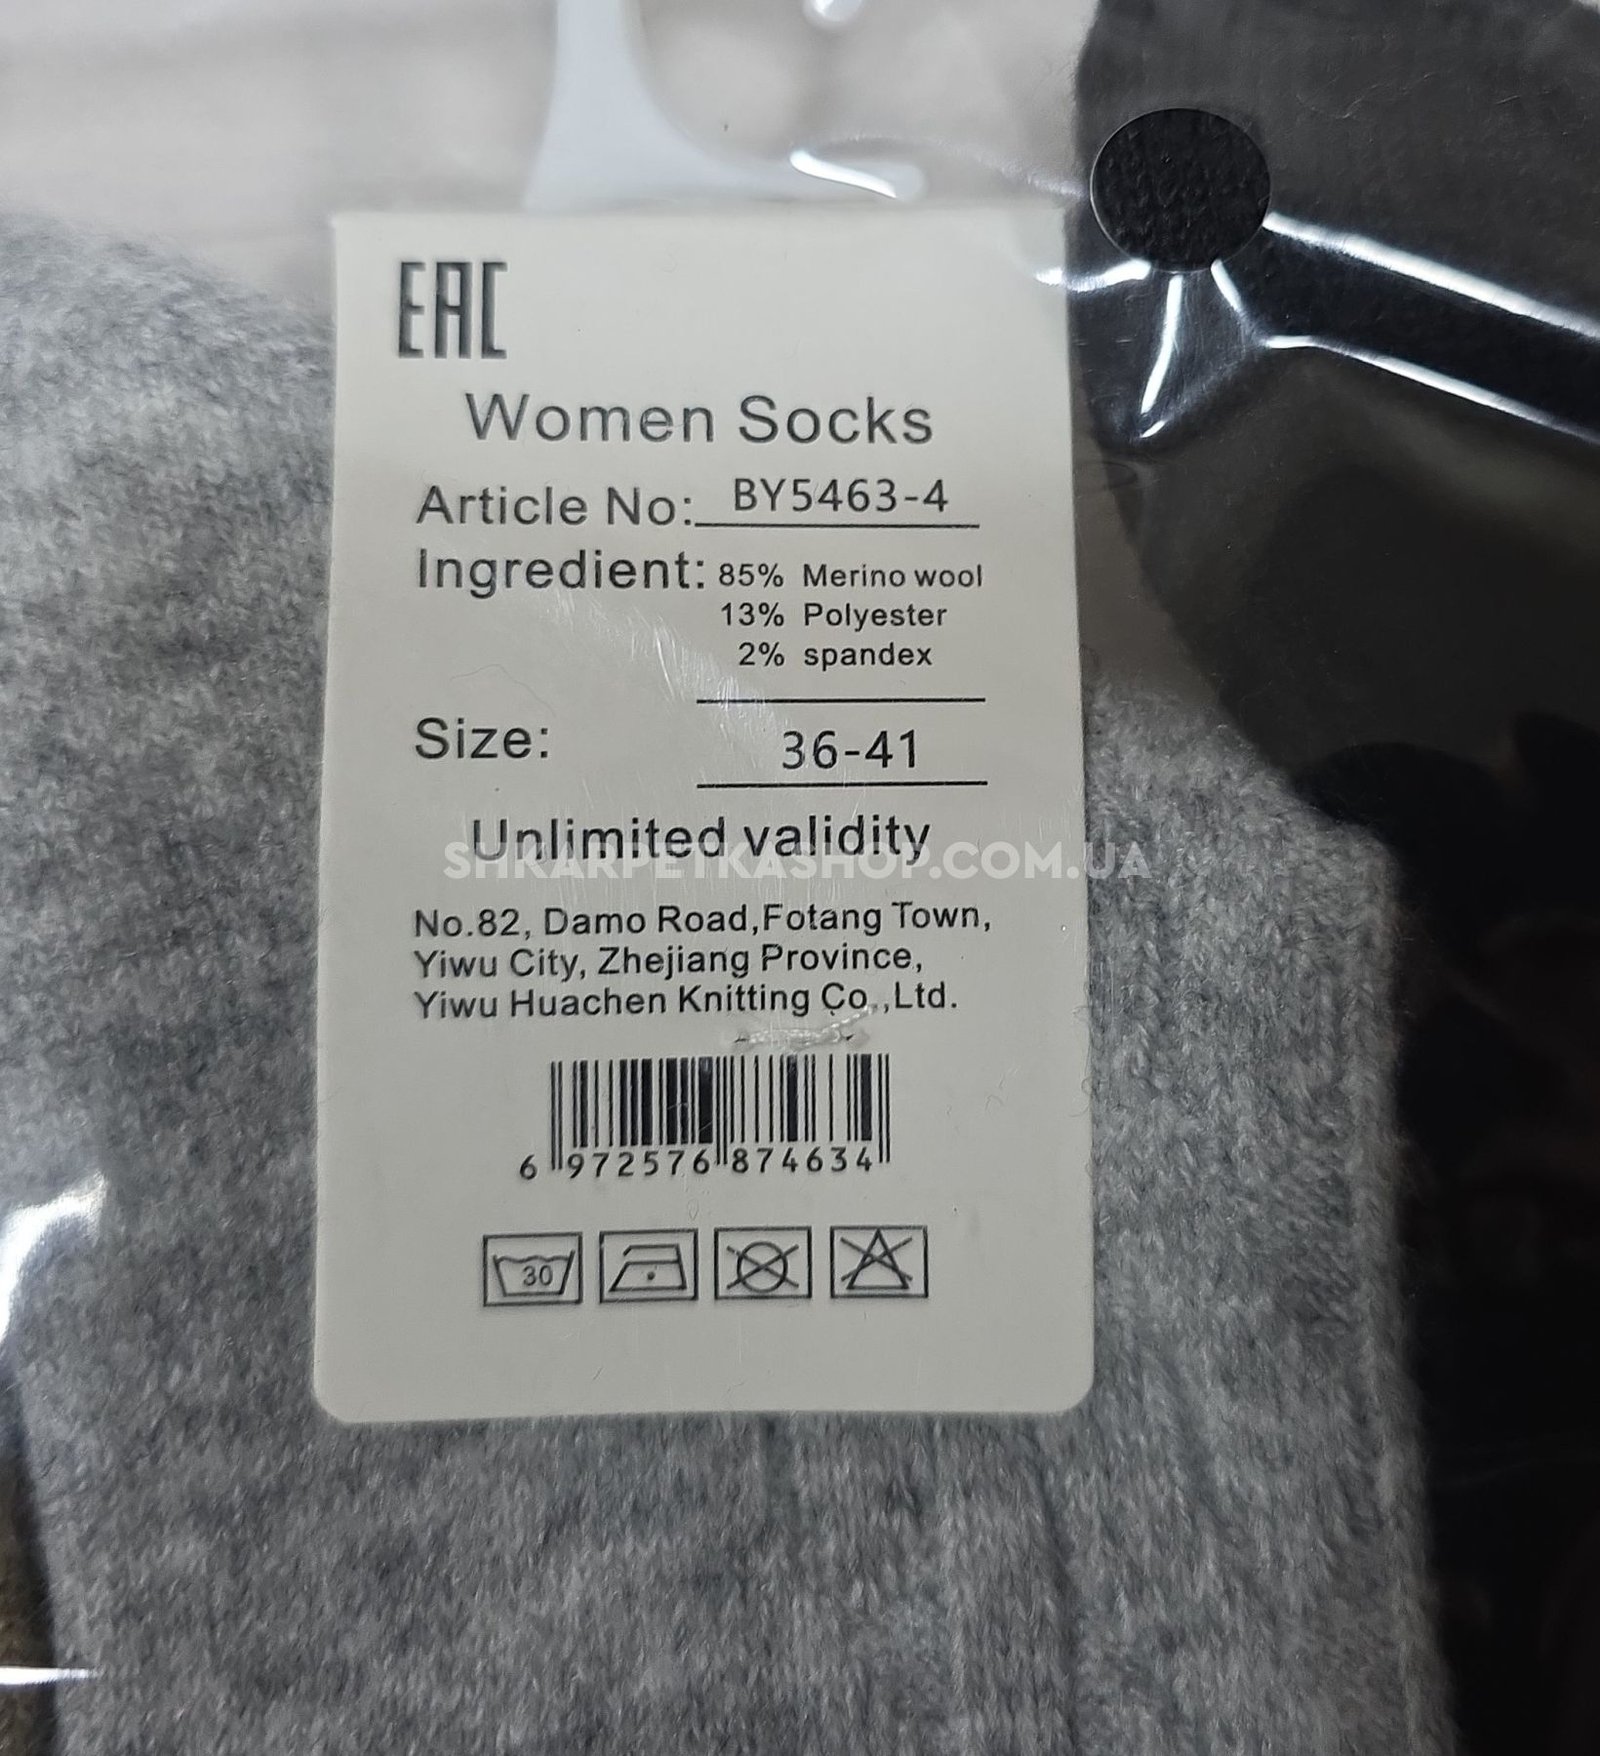 EAC
Women Socks
Article No: BY5463-4
Ingredient: 85% Merino wool
13% Polyester
2% spandex
Size: 36-41
Unlimited validity
SHKARPETKASHOP.COM.UA
No.82, Damo Road,Fotang Town,
Yiwu City, Zhejiang Province,
Yiwu Huachen Knitting Co.,Ltd.
6 972576 874634
30